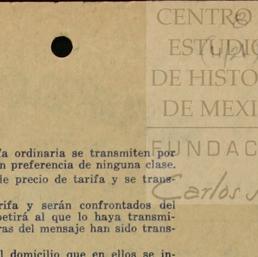 CENTRO
ESTUDIO
DE HISTO
DE MEXI
FUNDAC
Carlos
fa ordinaria se transmiten por
n preferencia de ninguna clase.
de precio de tarifa y se trans-
rifa y serán confrontados del
petirá al que lo haya transmi-
ras del mensaje han sido trans-
l domicilio que en ellos se in-